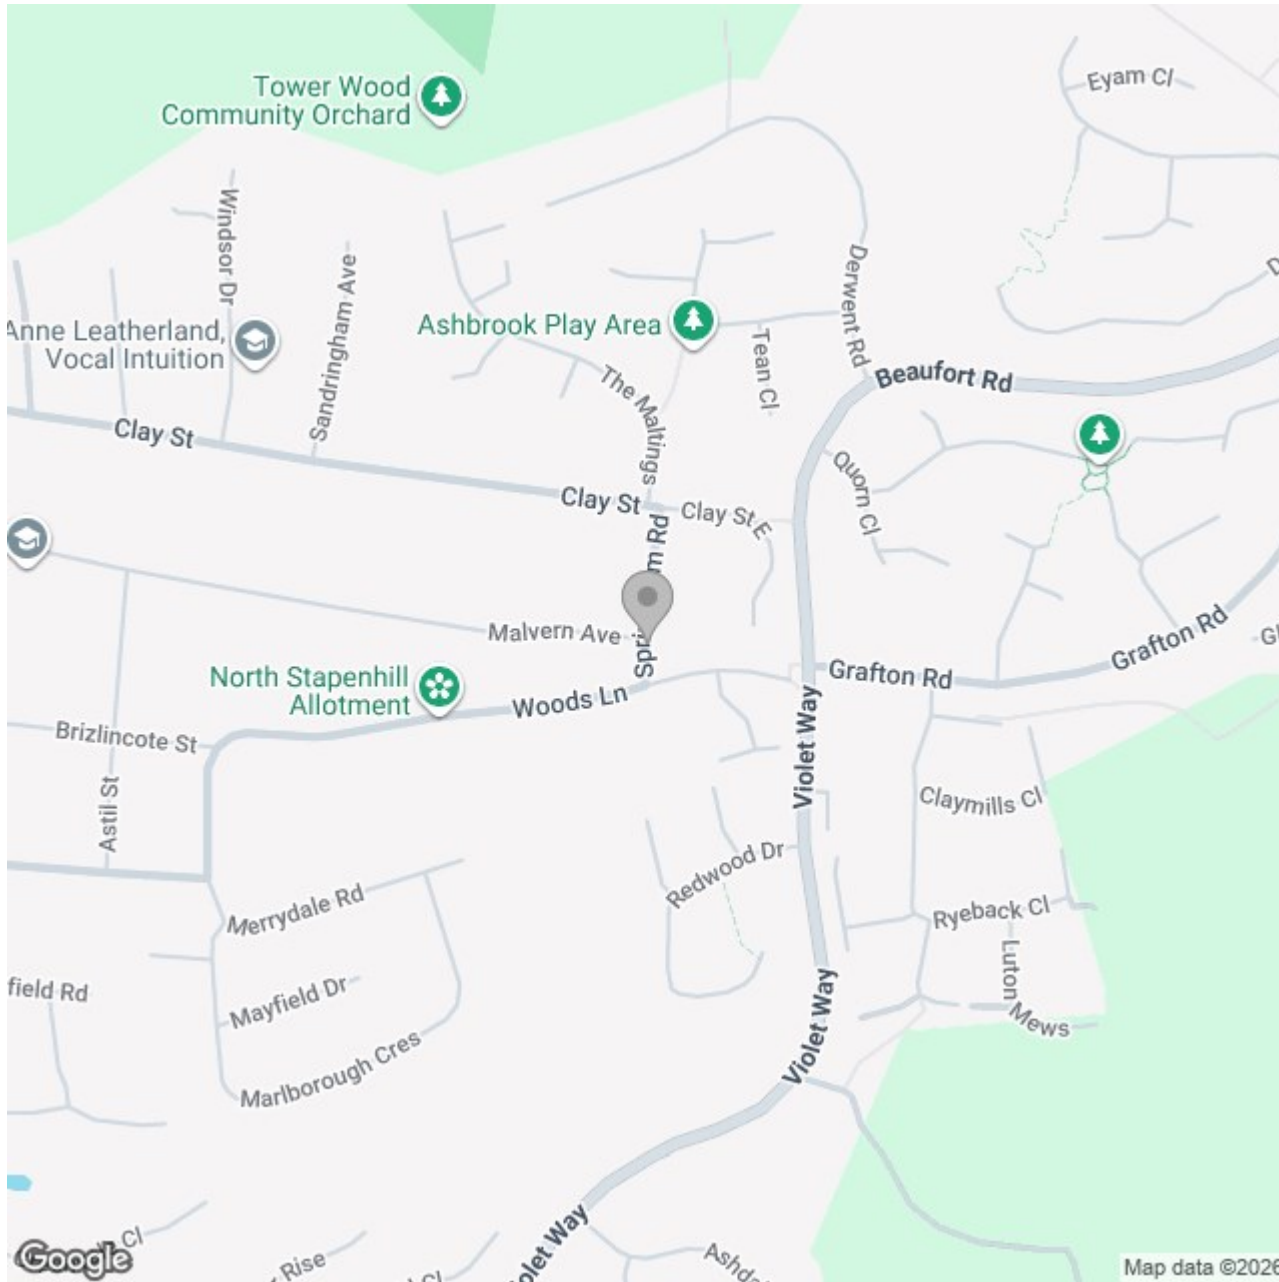 Tower Wood
Community Orchard
Eyam Cl
Windsor Dr
Sandringham Ave
Derwent Rd
Anne Leatherland,
Vocal Intuition
Ashbrook Play Area
Tean Cl
The Maltings
Beaufort Rd
Clay St
Quorn Cl
Clay St
Clay St E
Malvern Ave
Grafton Rd
Grafton Rd
North Stapenhill
Allotment
Woods Ln
Violet Way
Brizlincote St
Astil St
Claymills Cl
Redwood Dr
Merrydale Rd
Ryeback Cl
Luton Mews
field Rd
Mayfield Dr
Violet Way
Marlborough Cres
olet Way
Rise
Cl
Google
Map data ©2026